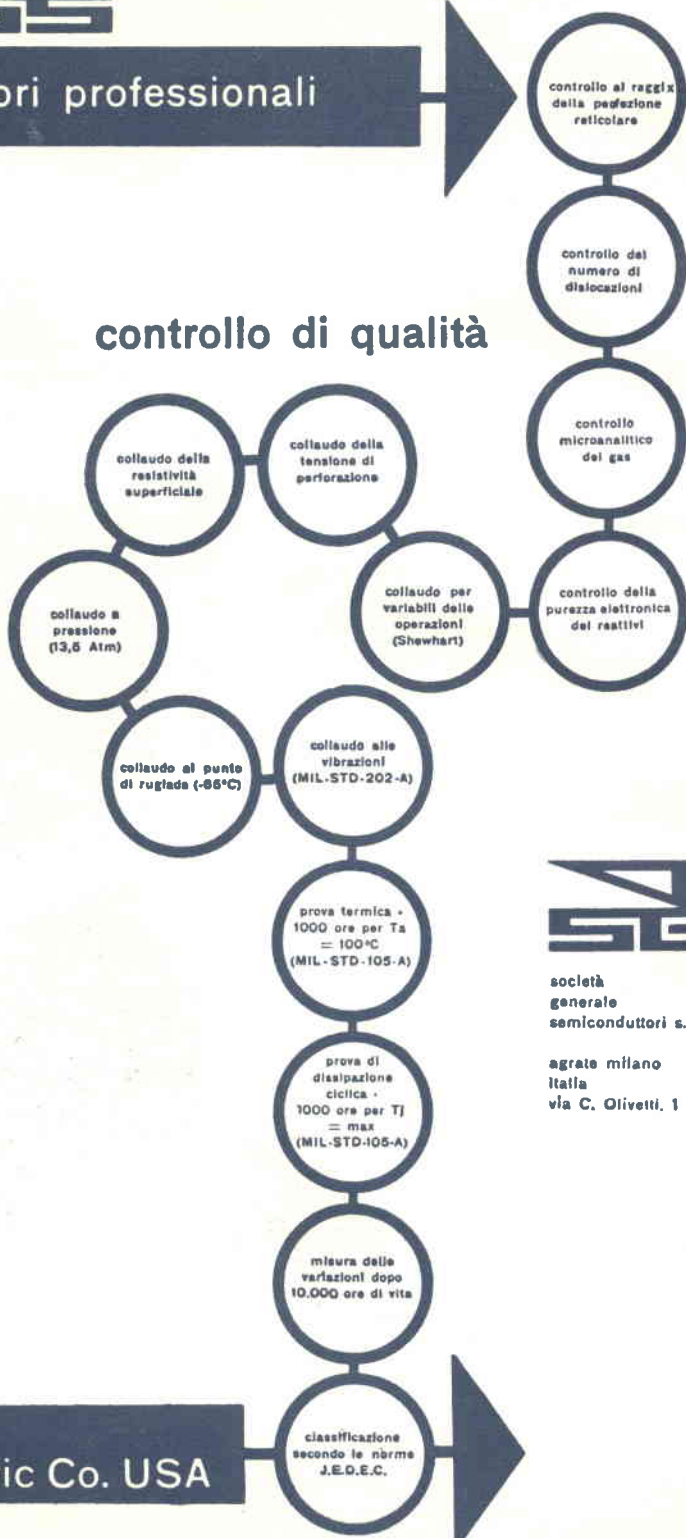 ori professionali
controllo ai raggi x
della perfezione
reticolare
controllo del
numero di
dislocazioni
controllo
microanalitico
dei gas
controllo della
purezza elettronica
dei reattivi
controllo di qualità
collaudo per
variabili delle
operazioni
(Shewhart)
collaudo della
tensione di
perforazione
collaudo della
resistività
superficiale
collaudo a
pressione
(13,5 Atm)
collaudo al punto
di rugiada (-65°C)
collaudo alle
vibrazioni
(MIL-STD-202-A)
prova termica -
1000 ore per Ta
= 100°C
(MIL-STD-105-A)
prova di
dissipazione
ciclica -
1000 ore per Tj
= max
(MIL-STD-105-A)
misura delle
variazioni dopo
10.000 ore di vita
classificazione
secondo le norme
J.E.D.E.C.
società
generale
semiconduttori s.
agrate milano
italia
via C. Olivetti, 1
ic Co. USA